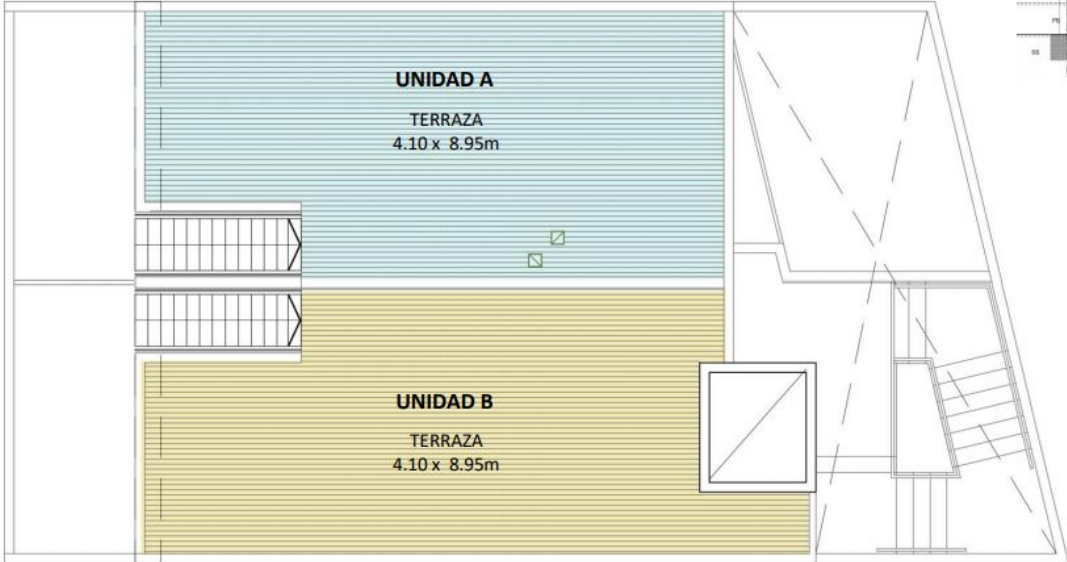 UNIDAD A
TERRAZA
4.10 x 8.95m
UNIDAD B
TERRAZA
4.10 x 8.95m